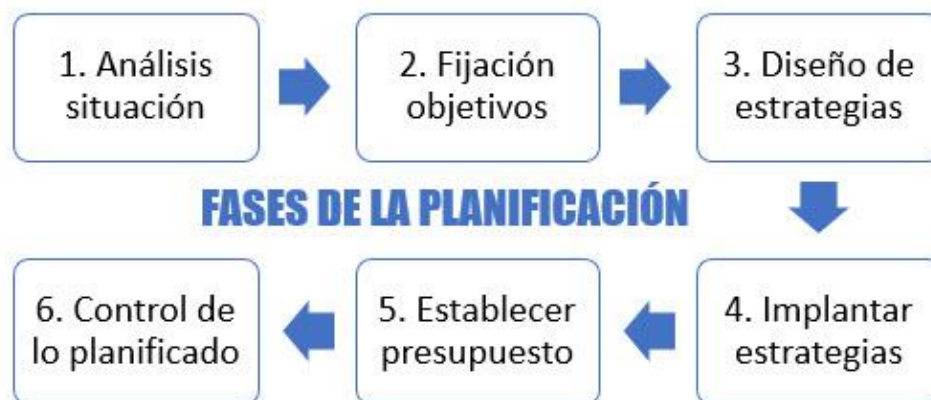 1. Análisis
situación
2. Fijación
objetivos
3. Diseño de
estrategias
FASES DE LA PLANIFICACIÓN
4. Implantar
estrategias
5. Establecer
presupuesto
6. Control de
lo planificado